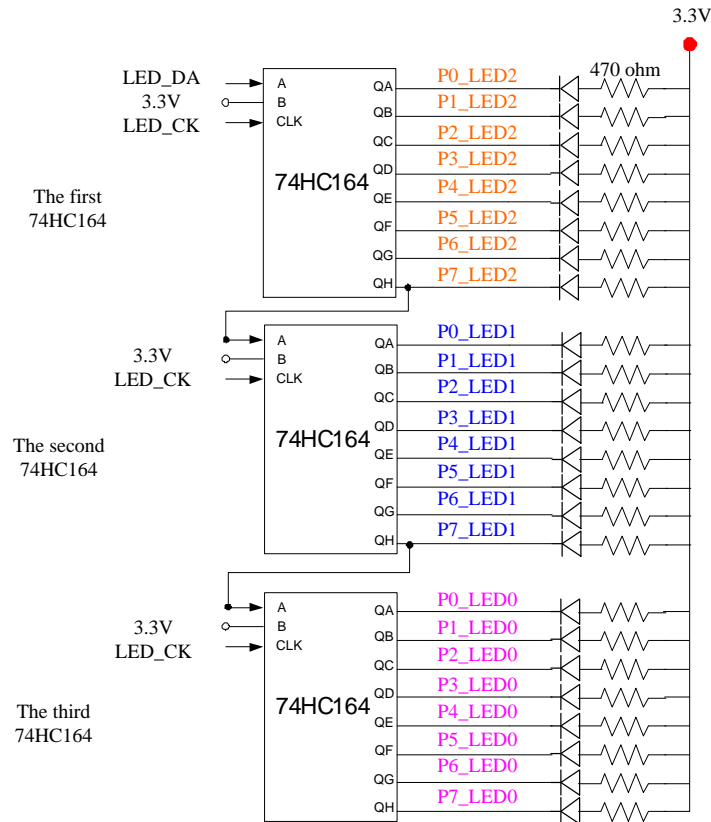 3.3V
LED_DA
3.3V
LED_CK
A
B
CLK
74HC164
The first
74HC164
QA
QB
QC
QD
QE
QF
QG
QH
P0_LED2
P1_LED2
P2_LED2
P3_LED2
P4_LED2
P5_LED2
P6_LED2
P7_LED2
470 ohm
3.3V
LED_CK
A
B
CLK
74HC164
The second
74HC164
QA
QB
QC
QD
QE
QF
QG
QH
P0_LED1
P1_LED1
P2_LED1
P3_LED1
P4_LED1
P5_LED1
P6_LED1
P7_LED1
3.3V
LED_CK
A
B
CLK
74HC164
The third
74HC164
QA
QB
QC
QD
QE
QF
QG
QH
P0_LED0
P1_LED0
P2_LED0
P3_LED0
P4_LED0
P5_LED0
P6_LED0
P7_LED0